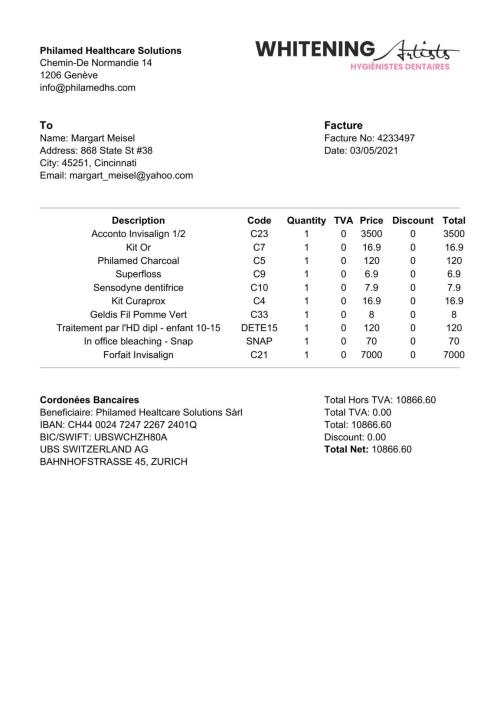 Philamed Healthcare Solutions
Chemin-De Normandie 14
1206 Genève
info@philamedhs.com
WHITENING Artists
HYGIÉNISTES DENTAIRES
To
Name: Margart Meisel
Address: 868 State St #38
City: 45251, Cincinnati
Email: margart_meisel@yahoo.com
Facture
Facture No: 4233497
Date: 03/05/2021
Description Code Quantity TVA Price Discount Total
Acconto Invisalign 1/2 C23 1 0 3500 0 3500
Kit Or C7 1 0 16.9 0 16.9
Philamed Charcoal C5 1 0 120 0 120
Superfloss C9 1 0 6.9 0 6.9
Sensodyne dentifrice C10 1 0 7.9 0 7.9
Kit Curaprox C4 1 0 16.9 0 16.9
Geldis Fil Pomme Vert C33 1 0 8 0 8
Traitement par l'HD dipl - enfant 10-15 DETE15 1 0 120 0 120
In office bleaching - Snap SNAP 1 0 70 0 70
Forfait Invisalign C21 1 0 7000 0 7000
Cordonées Bancaires
Beneficiaire: Philamed Healtcare Solutions Sàrl
IBAN: CH44 0024 7247 2267 2401Q
BIC/SWIFT: UBSWCHZH80A
UBS SWITZERLAND AG
BAHNHOFSTRASSE 45, ZURICH
Total Hors TVA: 10866.60
Total TVA: 0.00
Total: 10866.60
Discount: 0.00
Total Net: 10866.60